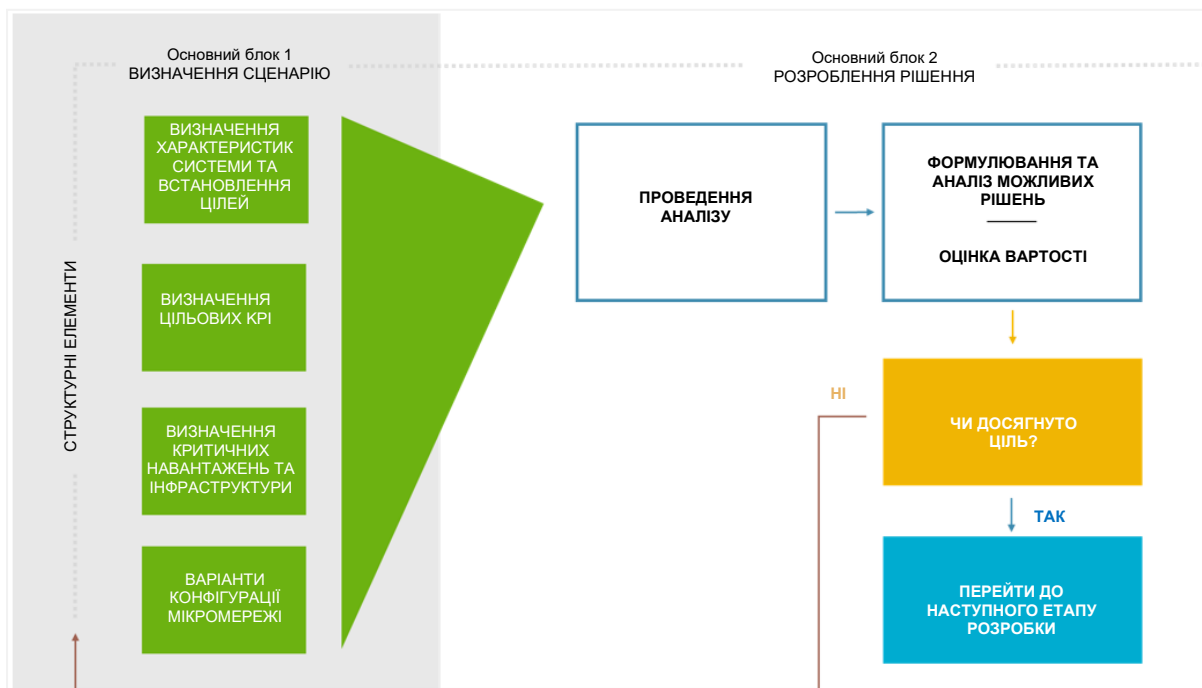 Основний блок 1
ВИЗНАЧЕННЯ СЦЕНАРІЮ
Основний блок 2
РОЗРОБЛЕННЯ РІШЕННЯ
СТРУКТУРНІ ЕЛЕМЕНТИ
ВИЗНАЧЕННЯ
ХАРАКТЕРИСТИК
СИСТЕМИ ТА
ВСТАНОВЛЕННЯ
ЦІЛЕЙ
ВИЗНАЧЕННЯ
ЦІЛЬОВИХ KPI
ВИЗНАЧЕННЯ
КРИТИЧНИХ
НАВАНТАЖЕНЬ ТА
ІНФРАСТРУКТУРИ
ВАРІАНТИ
КОНФІГУРАЦІЇ
МІКРОМЕРЕЖІ
ПРОВЕДЕННЯ
АНАЛІЗУ
ФОРМУЛЮВАННЯ ТА
АНАЛІЗ МОЖЛИВИХ
РІШЕНЬ
ОЦІНКА ВАРТОСТІ
НІ
ЧИ ДОСЯГНУТО
ЦІЛЬ?
ТАК
ПЕРЕЙТИ ДО
НАСТУПНОГО ЕТАПУ
РОЗРОБКИ